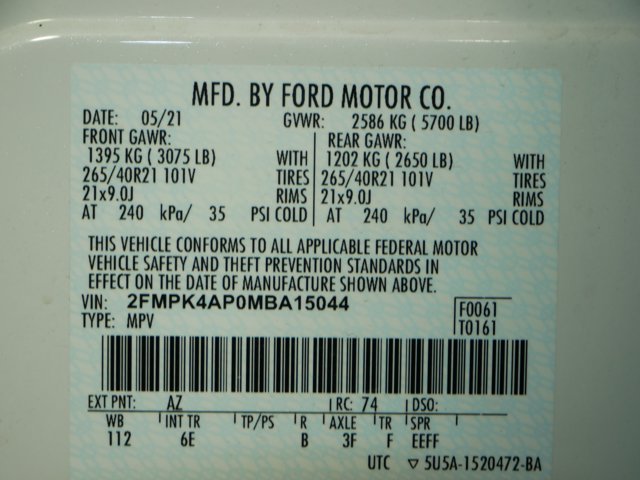 MFD. BY FORD MOTOR CO.
DATE: 05/21 GVWR: 2586 KG ( 5700 LB)
FRONT GAWR: REAR GAWR:
1395 KG ( 3075 LB) WITH 1202 KG ( 2650 LB) WITH
265/40R21 101V TIRES 265/40R21 101V TIRES
21x9.0J RIMS 21x9.0J RIMS
AT 240 kPa/ 35 PSI COLD AT 240 kPa/ 35 PSI COLD
THIS VEHICLE CONFORMS TO ALL APPLICABLE FEDERAL MOTOR
VEHICLE SAFETY AND THEFT PREVENTION STANDARDS IN
EFFECT ON THE DATE OF MANUFACTURE SHOWN ABOVE.
VIN: 2FMPK4AP0MBA15044 F0061
TYPE: MPV T0161
EXT PNT: AZ RC: 74 DSO:
WB INT TR TP/PS R AXLE TR SPR
112 6E B 3F F EEFF
UTC ▽ 5U5A-1520472-BA